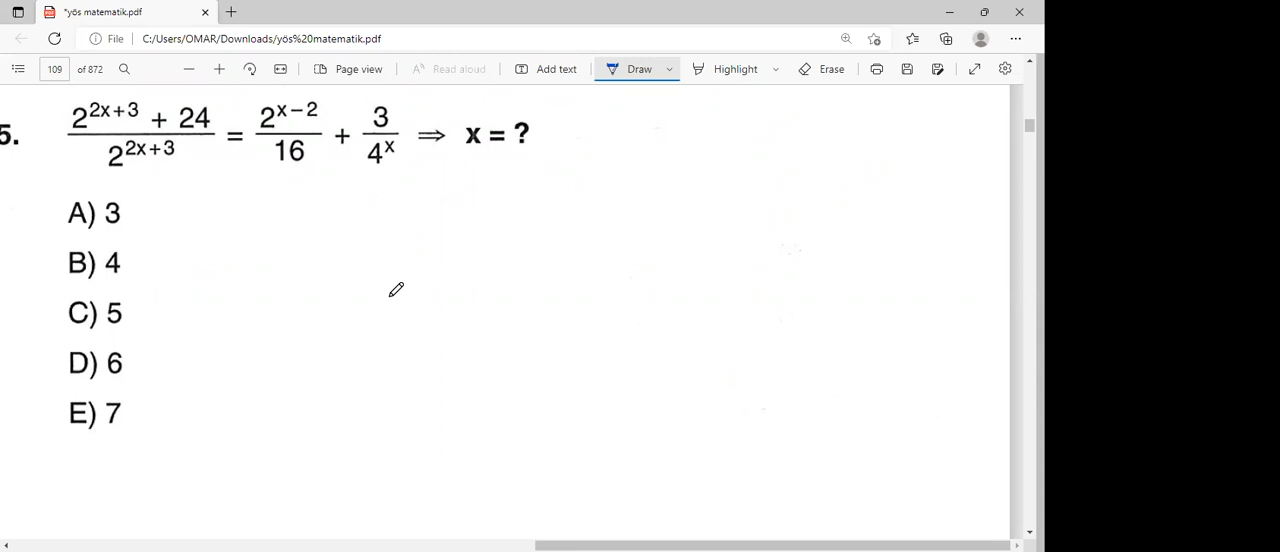 *yös matematik.pdf
File C:/Users/OMAR/Downloads/yös%20matematik.pdf
109 of 872 Page view Read aloud Add text Draw Highlight Erase
5. (2^(2x+3) + 24)/(2^(2x+3)) = (2^(x−2))/16 + 3/(4^x) ⇒ x = ?
A) 3
B) 4
C) 5
D) 6
E) 7